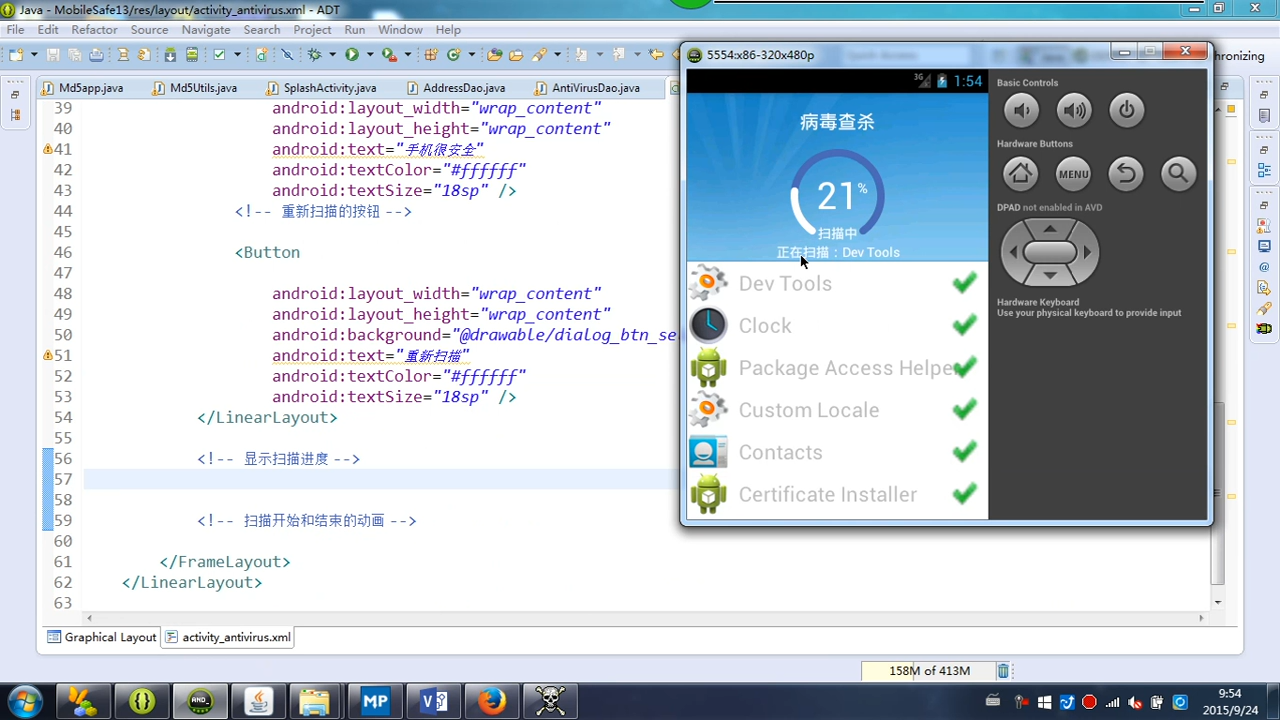 Java - MobileSafe13/res/layout/activity_antivirus.xml - ADT
File Edit Refactor Source Navigate Search Project Run Window Help
Md5app.java Md5Utils.java SplashActivity.java AddressDao.java AntiVirusDao.java
39 android:layout_width="wrap_content"
40 android:layout_height="wrap_content"
41 android:text="手机很安全"
42 android:textColor="#ffffff"
43 android:textSize="18sp" />
44 <!-- 重新扫描的按钮 -->
45
46 <Button
47
48 android:layout_width="wrap_content"
49 android:layout_height="wrap_content"
50 android:background="@drawable/dialog_btn_se
51 android:text="重新扫描"
52 android:textColor="#ffffff"
53 android:textSize="18sp" />
54 </LinearLayout>
55
56 <!-- 显示扫描进度 -->
57
58
59 <!-- 扫描开始和结束的动画 -->
60
61 </FrameLayout>
62 </LinearLayout>
63
Graphical Layout activity_antivirus.xml
158M of 413M
5554:x86-320x480p
3G 1:54
病毒查杀
21%
扫描中
正在扫描：Dev Tools
Dev Tools
Clock
Package Access Helpe
Custom Locale
Contacts
Certificate Installer
Basic Controls
Hardware Buttons
MENU
DPAD not enabled in AVD
Hardware Keyboard
Use your physical keyboard to provide input
hronizing
MP
9:54
2015/9/24